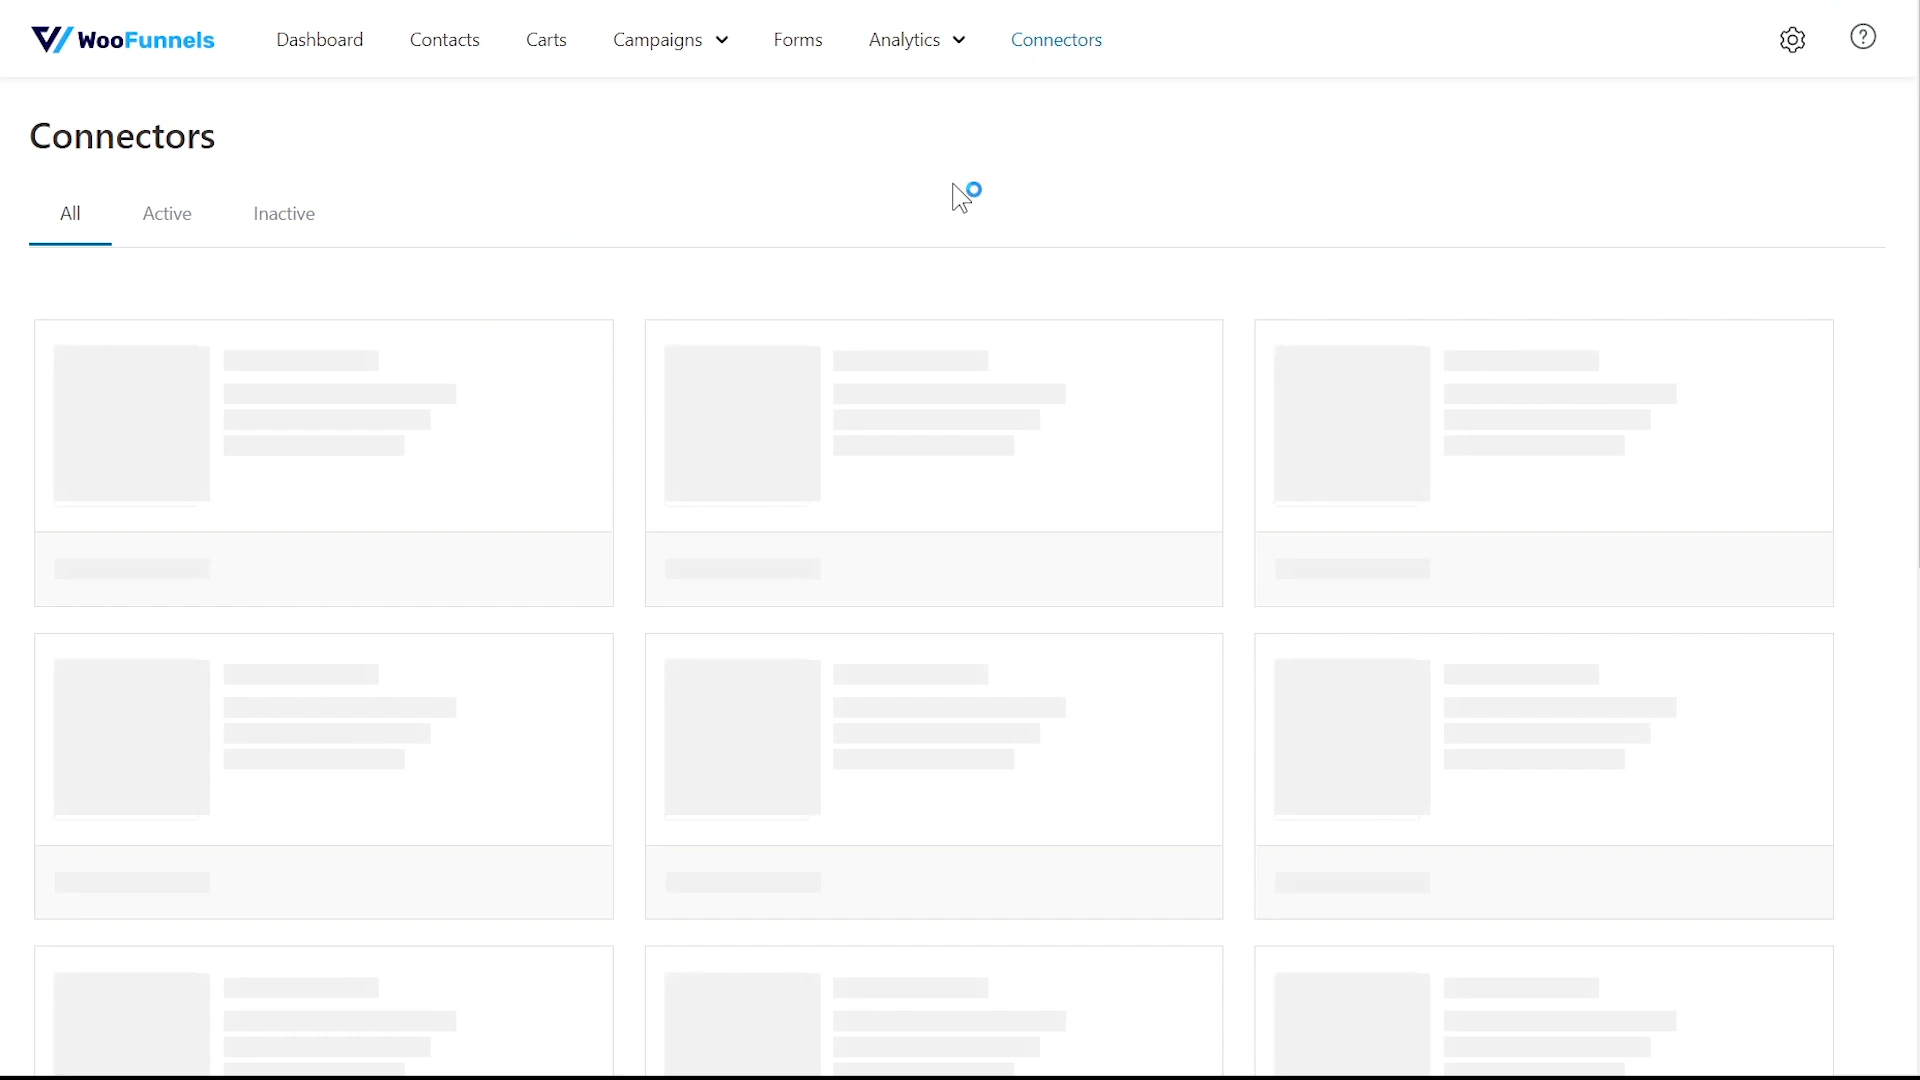 WooFunnels Dashboard Contacts Carts Campaigns Forms Analytics Connectors
Connectors
All Active Inactive